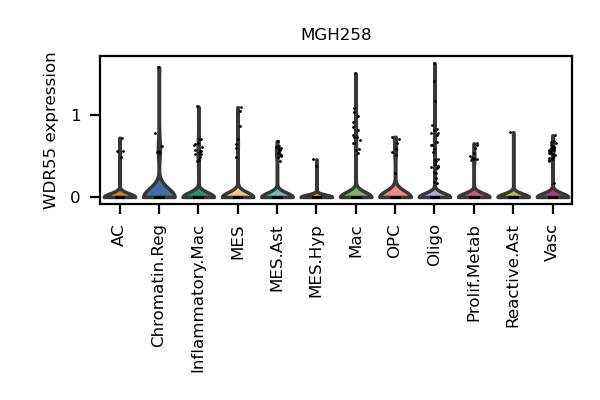 MGH258
WDR55 expression
1
0
AC
Chromatin.Reg
Inflammatory.Mac
MES
MES.Ast
MES.Hyp
Mac
OPC
Oligo
Prolif.Metab
Reactive.Ast
Vasc